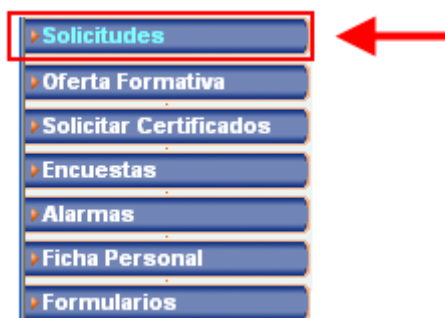 Solicitudes
Oferta Formativa
Solicitar Certificados
Encuestas
Alarmas
Ficha Personal
Formularios